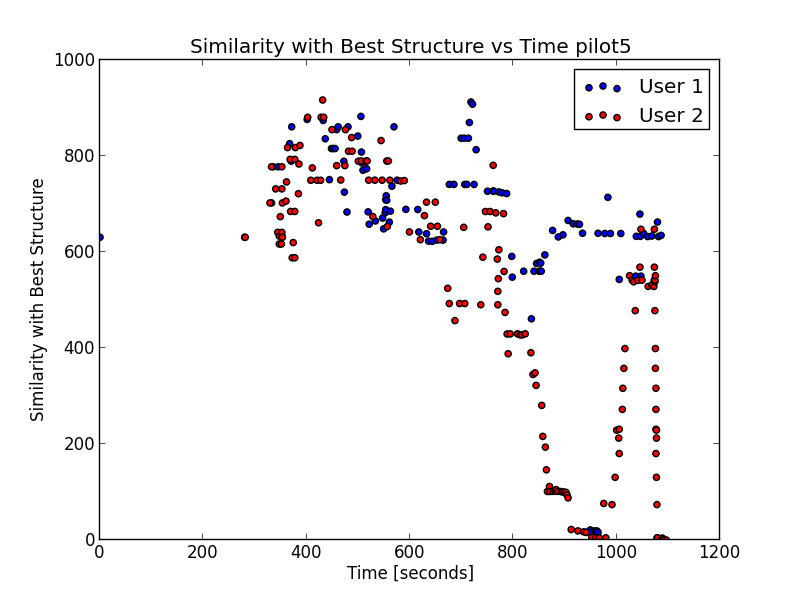 Similarity with Best Structure vs Time pilot5
1000
800
600
400
200
0
Similarity with Best Structure
User 1
User 2
0 200 400 600 800 1000 1200
Time [seconds]